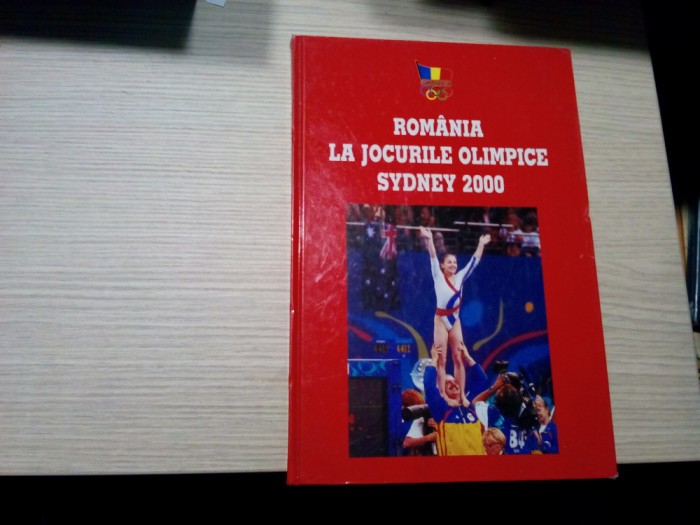 ROMÂNIA
LA JOCURILE OLIMPICE
SYDNEY 2000